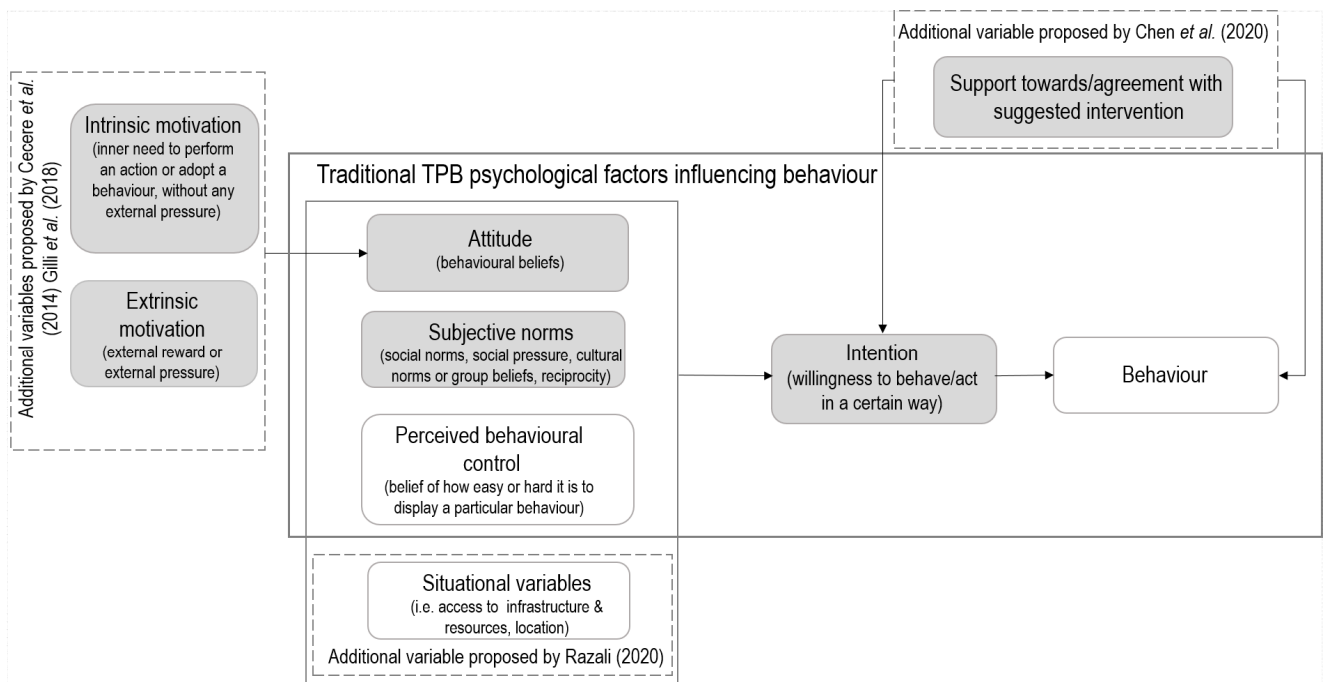 Additional variables proposed by Cecere et al.
(2014) Gilli et al. (2018)
Intrinsic motivation
(inner need to perform
an action or adopt a
behaviour, without any
external pressure)
Extrinsic
motivation
(external reward or
external pressure)
Additional variable proposed by Chen et al. (2020)
Support towards/agreement with
suggested intervention
Traditional TPB psychological factors influencing behaviour
Attitude
(behavioural beliefs)
Subjective norms
(social norms, social pressure, cultural
norms or group beliefs, reciprocity)
Perceived behavioural
control
(belief of how easy or hard it is to
display a particular behaviour)
Situational variables
(i.e. access to infrastructure &
resources, location)
Additional variable proposed by Razali (2020)
Intention
(willingness to behave/act
in a certain way)
Behaviour